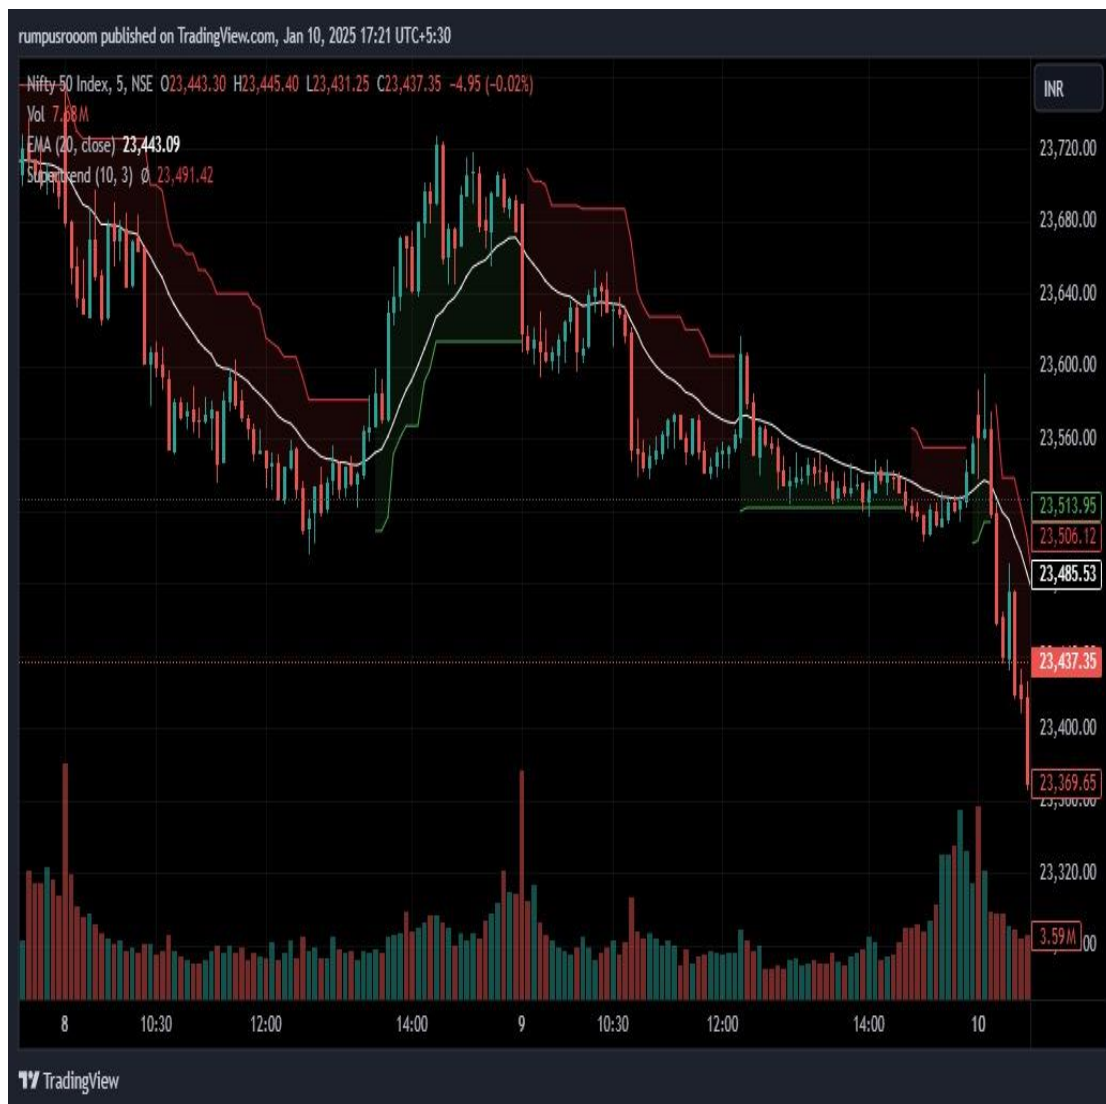 rumpusrooom published on TradingView.com, Jan 10, 2025 17:21 UTC+5:30
Nifty 50 Index, 5, NSE O23,443.30 H23,445.40 L23,431.25 C23,437.35 −4.95 (−0.02%)
Vol 7.68M
EMA (20, close) 23,443.09
Supertrend (10, 3) Ø 23,491.42
INR
23,720.00
23,680.00
23,640.00
23,600.00
23,560.00
23,513.95
23,506.12
23,485.53
23,437.35
23,400.00
23,369.65
23,320.00
3.59M
8 10:30 12:00 14:00 9 10:30 12:00 14:00 10
TradingView